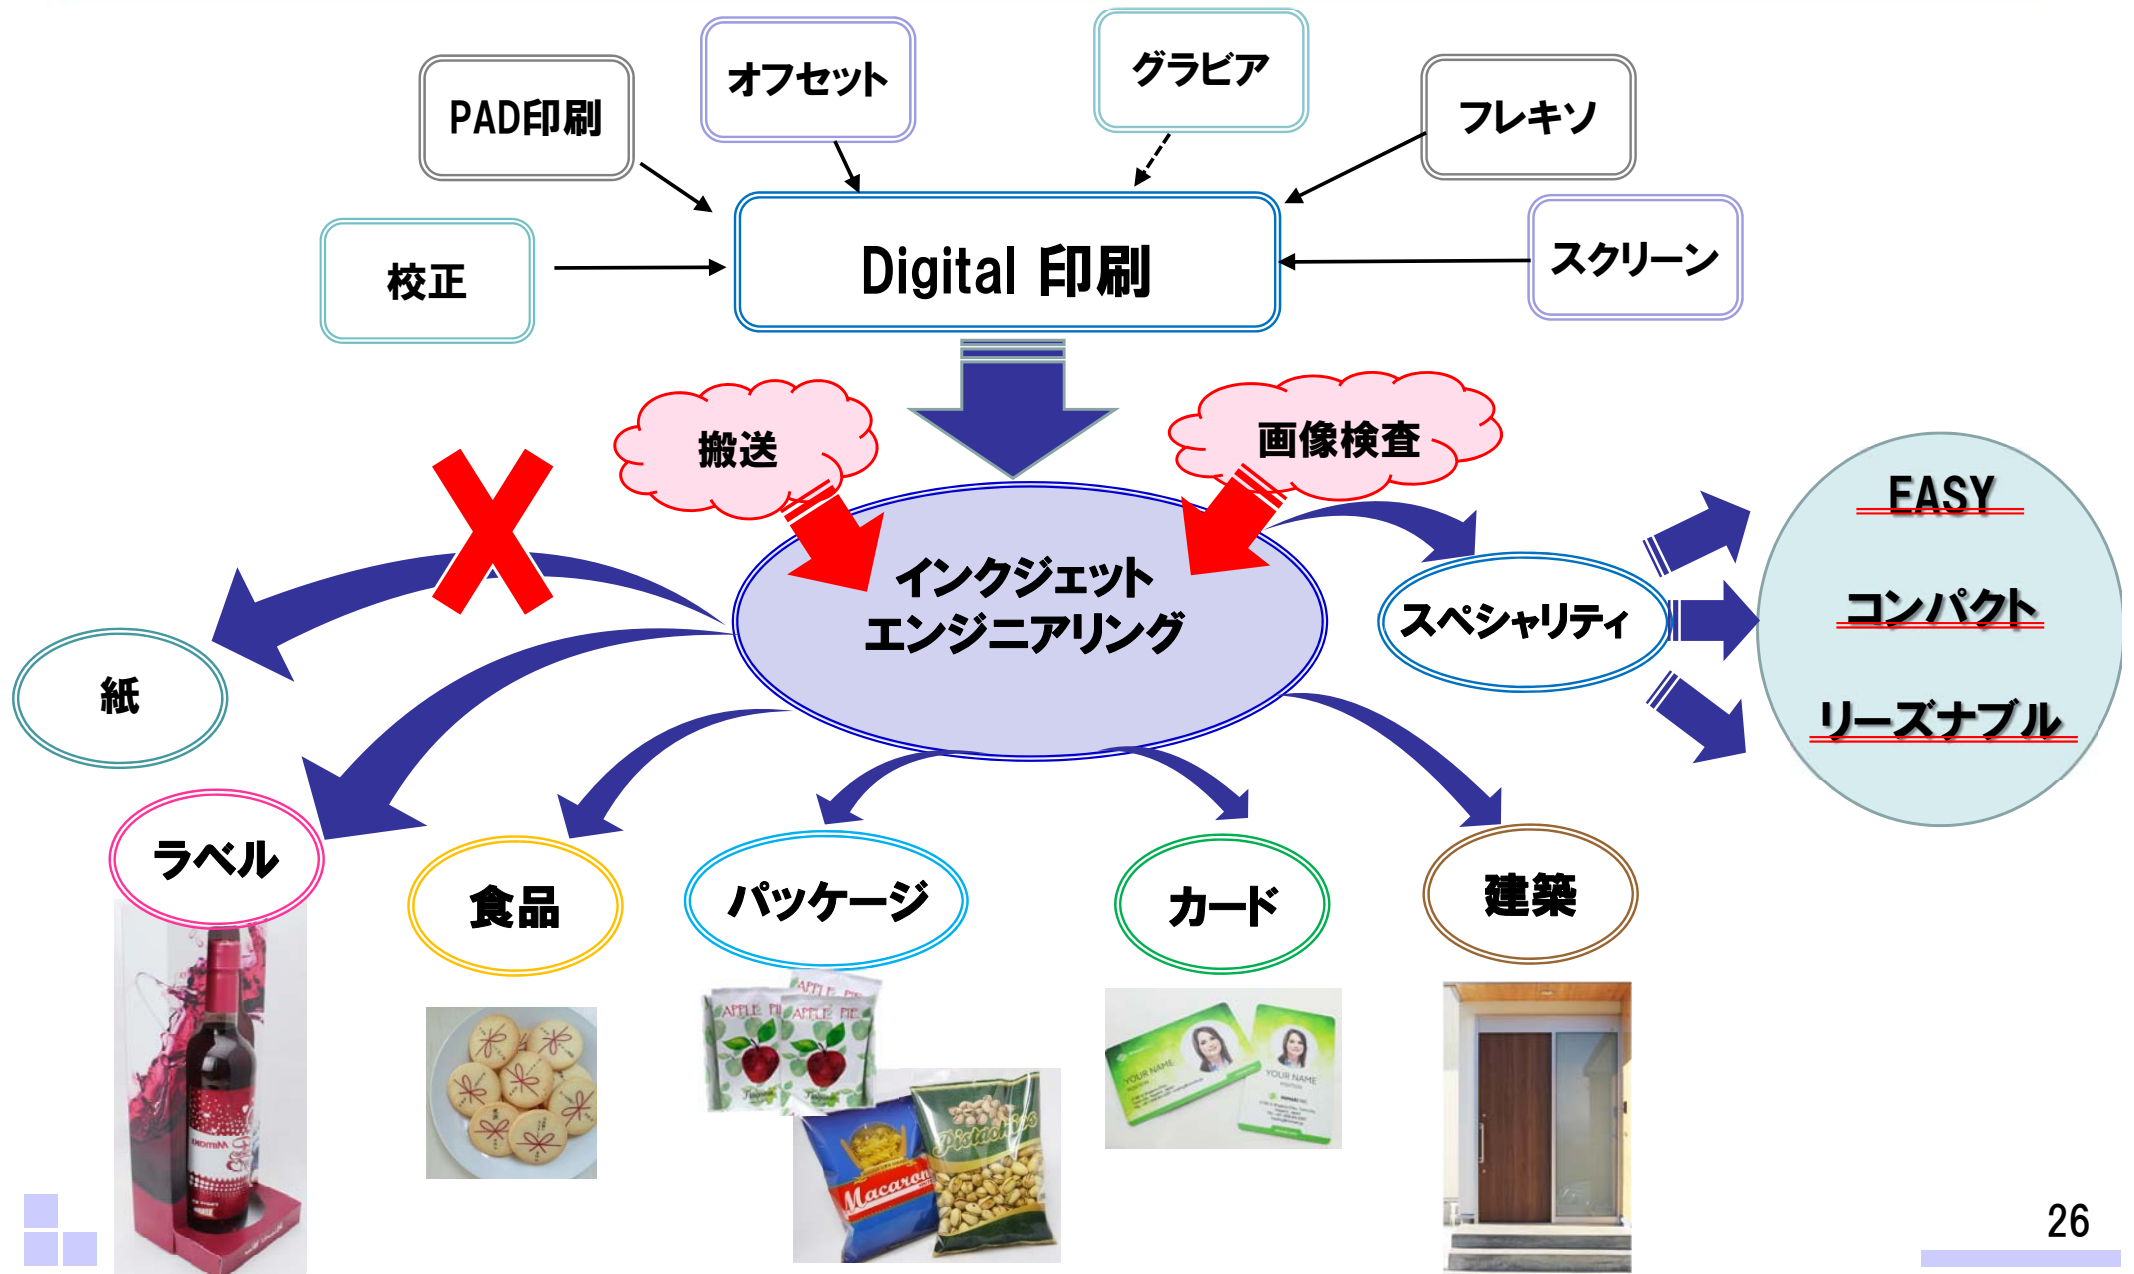 オフセット
グラビア
PAD印刷
フレキソ
校正
Digital 印刷
スクリーン
搬送
画像検査
EASY
インクジェット
エンジニアリング
スペシャリティ
コンパクト
紙
リーズナブル
ラベル
食品
パッケージ
カード
建築
APPLE PIE
APPLE PIE
YOUR NAME
YOUR NAME
Pistachios
Macaroni
26